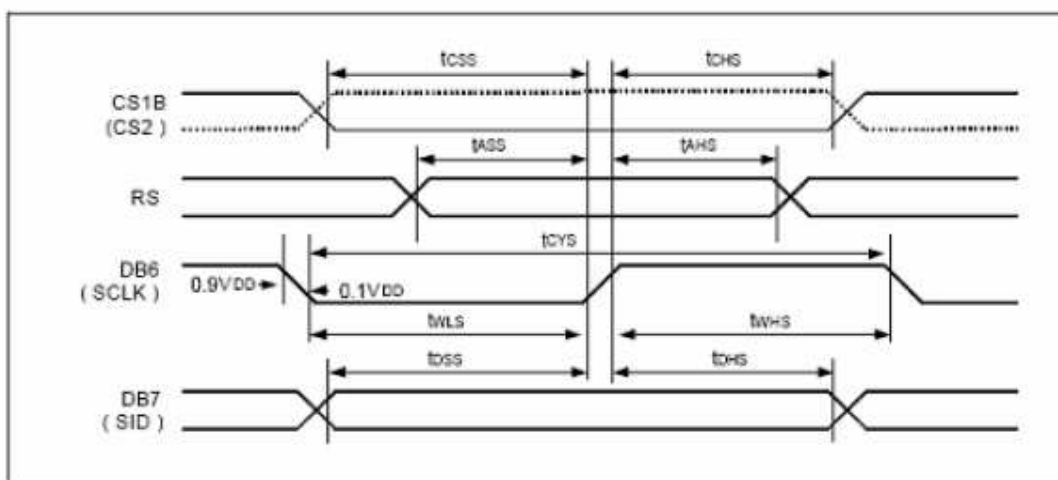 tCSS
tCHS
CS1B
(CS2)
tASS
tAHS
RS
tCYS
DB6
( SCLK )
0.9VDD
0.1VDD
tWLS
tWHS
tDSS
tDHS
DB7
( SID )